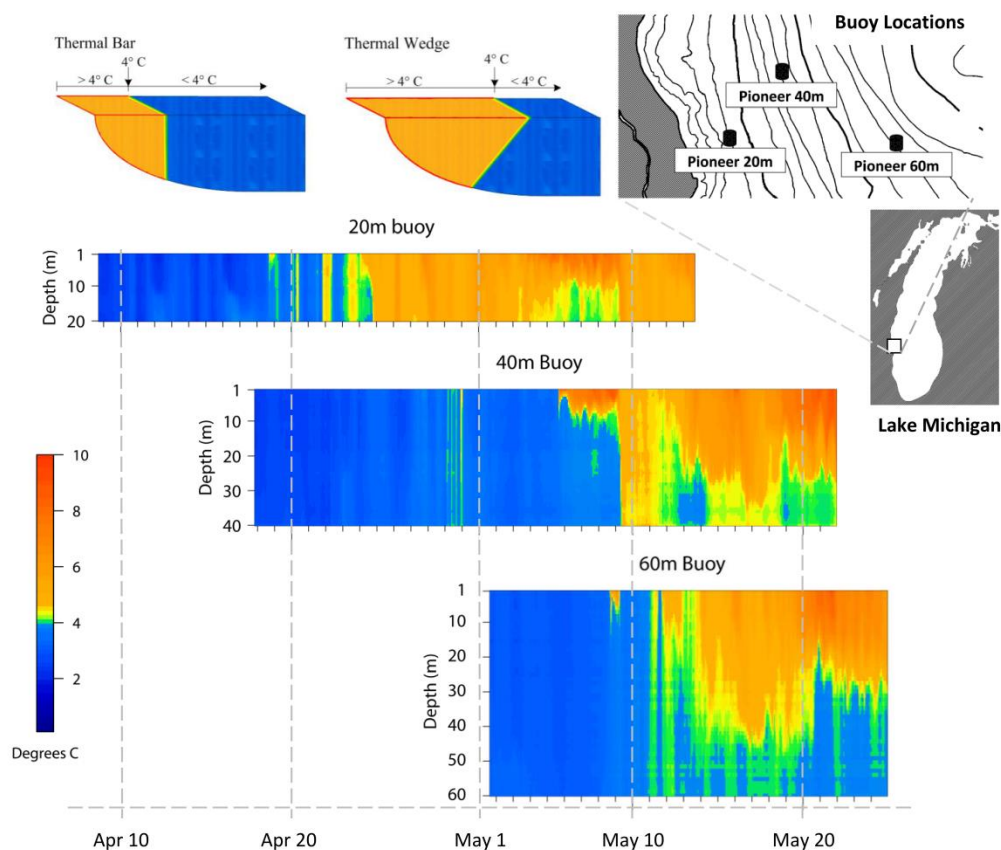 Thermal Bar
4° C
> 4° C
< 4° C
Thermal Wedge
4° C
> 4° C
< 4° C
Buoy Locations
Pioneer 40m
Pioneer 20m
Pioneer 60m
Lake Michigan
20m buoy
Depth (m)
1
10
20
40m Buoy
Depth (m)
1
10
20
30
40
60m Buoy
Depth (m)
1
10
20
30
40
50
60
10
8
6
4
2
Degrees C
Apr 10
Apr 20
May 1
May 10
May 20